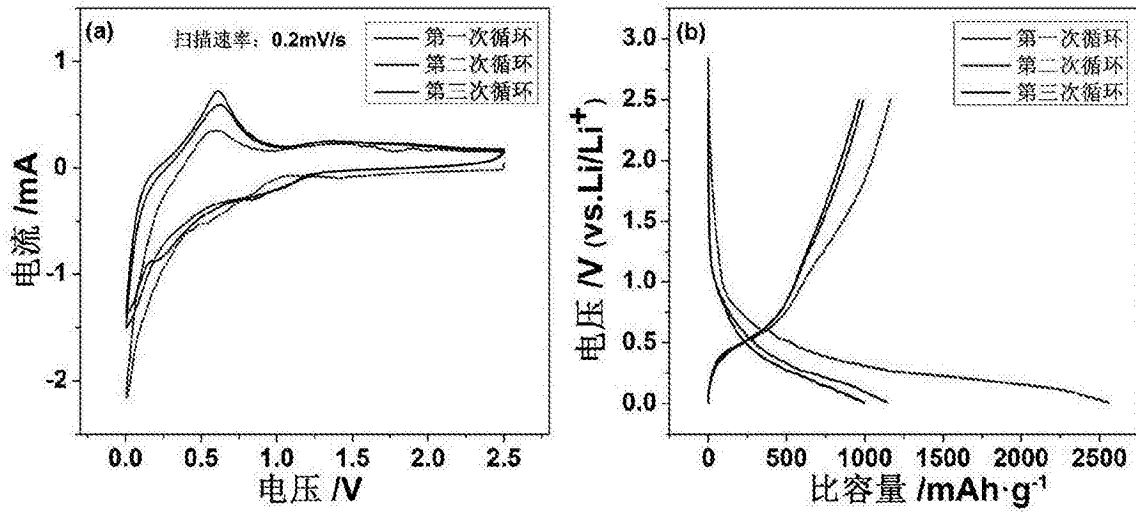 (a)
扫描速率：0.2mV/s
第一次循环
第二次循环
第三次循环
1
0
-1
-2
电流 /mA
0.0 0.5 1.0 1.5 2.0 2.5
电压 /V
(b)
第一次循环
第二次循环
第三次循环
3.0
2.5
2.0
1.5
1.0
0.5
0.0
电压 /V (vs.Li/Li⁺)
0 500 1000 1500 2000 2500
比容量 /mAh·g⁻¹